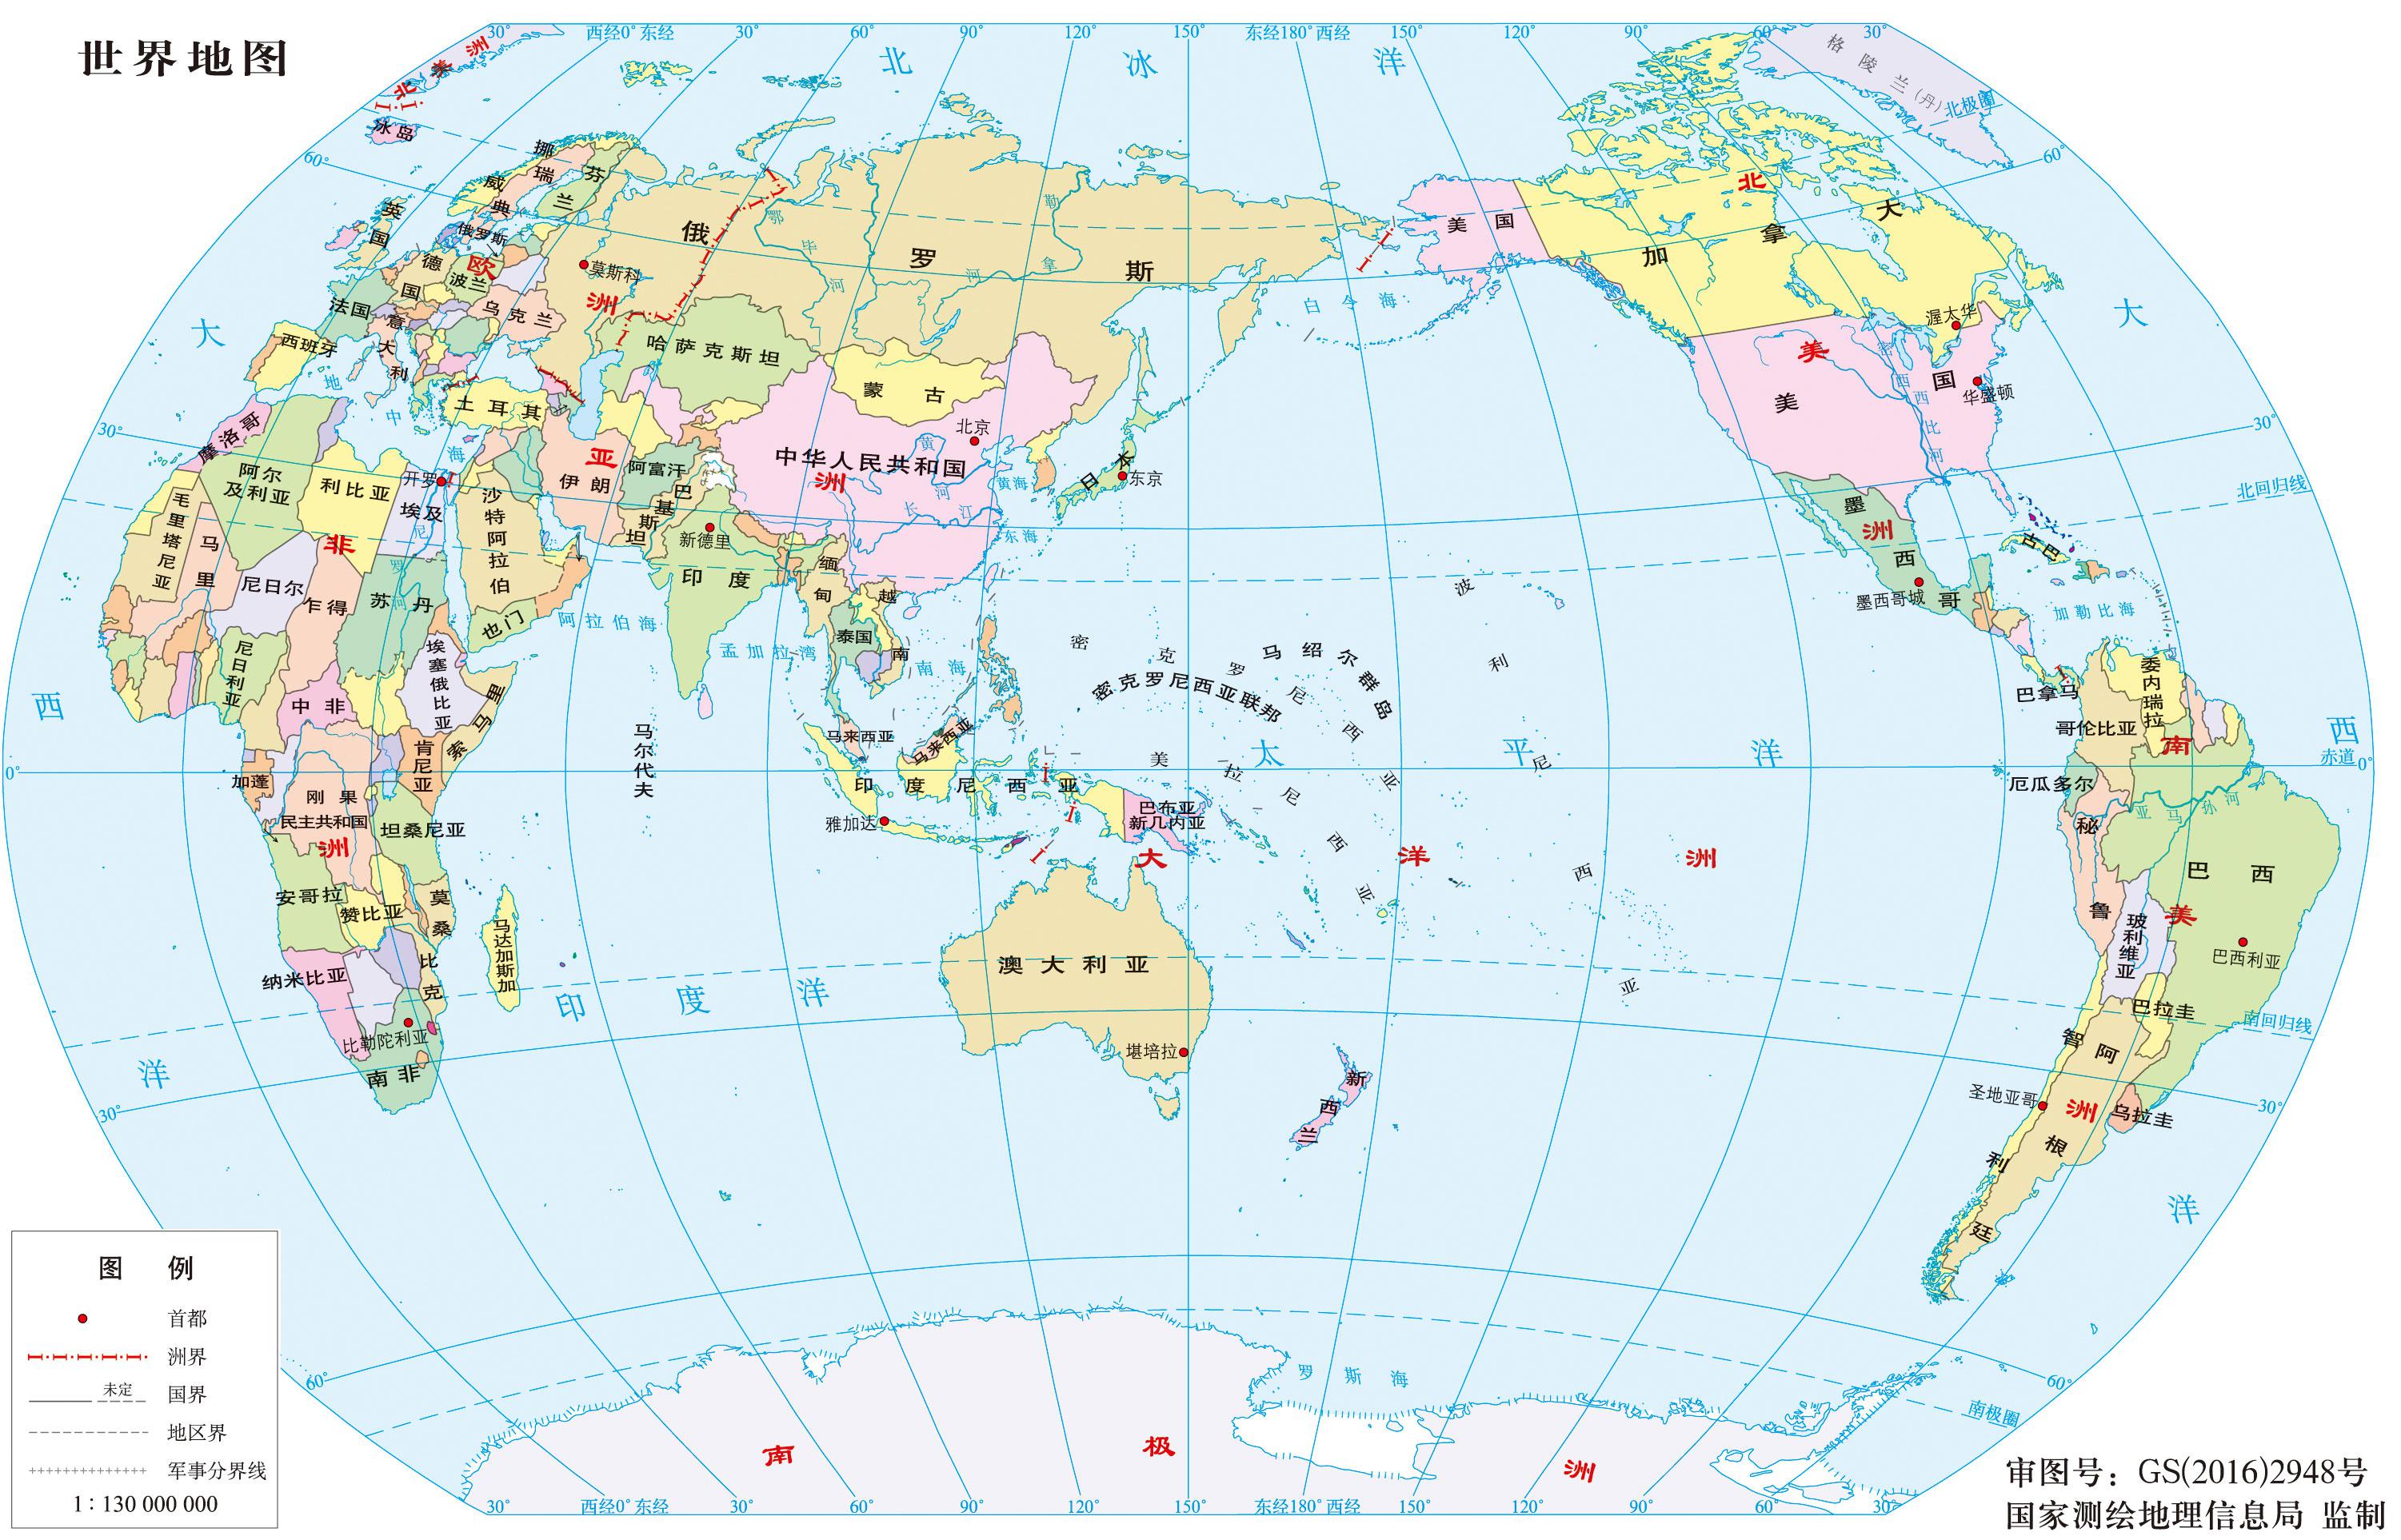 世界地图
30° 西经0°东经 30° 60° 90° 120° 150° 东经180°西经 150° 120° 90° 60° 30°
北冰洋
北美洲
格陵兰(丹)
北极圈
冰岛
60°
60°
挪威
瑞典
芬兰
英国
俄罗斯
德国
波兰
欧洲
法国
意大利
乌克兰
西班牙
莫斯科
俄罗斯
鄂毕河
勒拿河
白令海
美国
加拿大
北美洲
渥太华
美国
华盛顿
密西西比河
大西洋
大西洋
地中海
土耳其
哈萨克斯坦
蒙古
北京
中华人民共和国
亚洲
黄河
长江
黄海
东海
日本
东京
30°
30°
北回归线
摩洛哥
阿尔
及利亚
利比亚
开罗
埃及
尼罗河
沙特阿拉伯
伊朗
阿富汗
巴基斯坦
新德里
印度
缅甸
越南
泰国
南海
孟加拉湾
阿拉伯海
也门
毛里塔尼亚
马里
尼日尔
乍得
苏丹
非洲
尼日利亚
中非
埃塞俄比亚
索马里
肯尼亚
加蓬
刚果
民主共和国
坦桑尼亚
安哥拉
赞比亚
莫桑比克
马达加斯加
纳米比亚
比勒陀利亚
南非
马尔代夫
马来西亚
马来西亚
印度尼西亚
雅加达
巴布亚
新几内亚
密克罗尼西亚
密克罗尼西亚联邦
马绍尔群岛
美拉尼西亚
波利尼西亚
太平洋
大洋洲
澳大利亚
堪培拉
新西兰
印度洋
墨西哥
墨西哥城
古巴
加勒比海
巴拿马
委内瑞拉
哥伦比亚
南美洲
厄瓜多尔
亚马孙河
秘鲁
巴西
巴西利亚
玻利维亚
巴拉圭
智利
阿根廷
圣地亚哥
乌拉圭
赤道
0°
0°
南回归线
30°
30°
60°
60°
南极圈
罗斯海
南极洲
30° 西经0°东经 30° 60° 90° 120° 150° 东经180°西经 150° 120° 90° 60° 30°
图例
首都
洲界
未定
国界
地区界
军事分界线
1:130 000 000
审图号:GS(2016)2948号
国家测绘地理信息局 监制